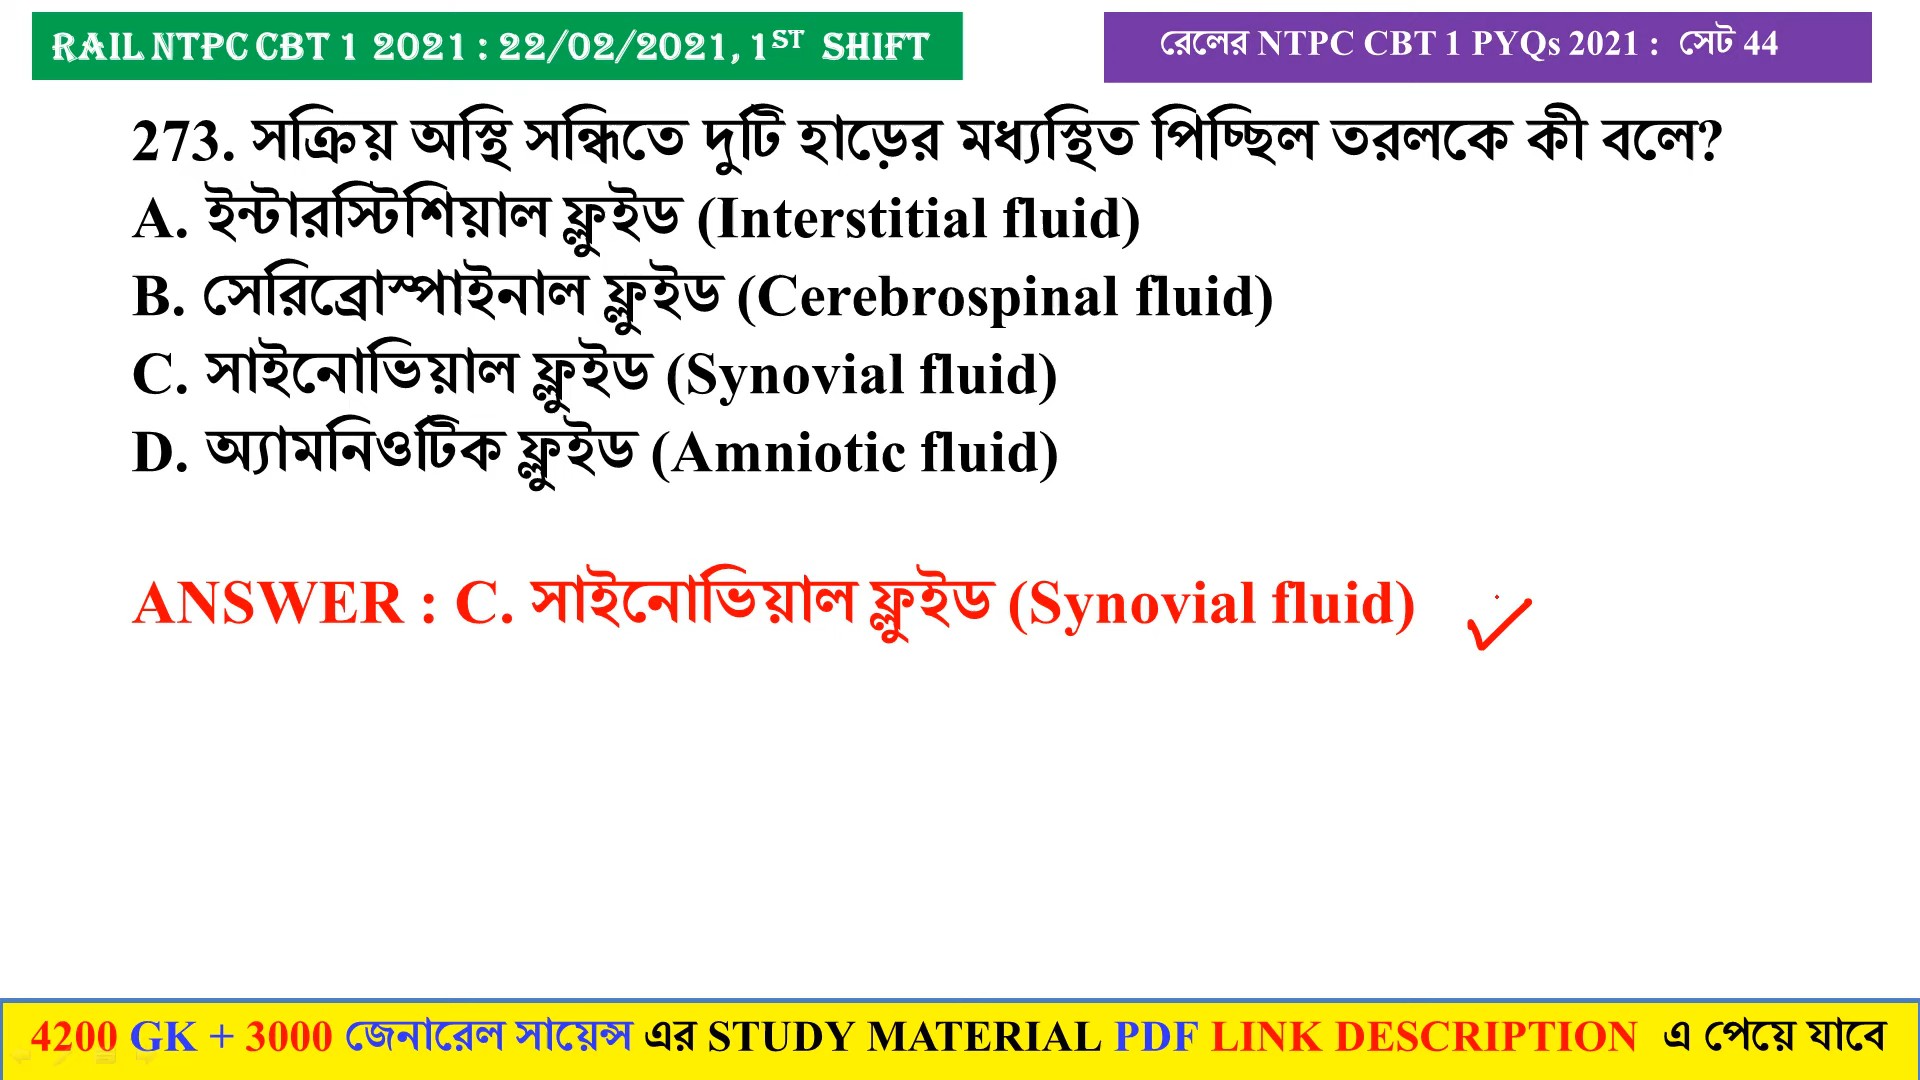 RAIL NTPC CBT 1 2021 : 22/02/2021, 1ST SHIFT
রেলের NTPC CBT 1 PYQs 2021 : সেট 44
273. সক্রিয় অস্থি সন্ধিতে দুটি হাড়ের মধ্যস্থিত পিচ্ছিল তরলকে কী বলে?
A. ইন্টারস্টিশিয়াল ফ্লুইড (Interstitial fluid)
B. সেরিব্রোস্পাইনাল ফ্লুইড (Cerebrospinal fluid)
C. সাইনোভিয়াল ফ্লুইড (Synovial fluid)
D. অ্যামনিওটিক ফ্লুইড (Amniotic fluid)
ANSWER : C. সাইনোভিয়াল ফ্লুইড (Synovial fluid)
4200 GK + 3000 জেনারেল সায়েন্স এর STUDY MATERIAL PDF LINK DESCRIPTION এ পেয়ে যাবে